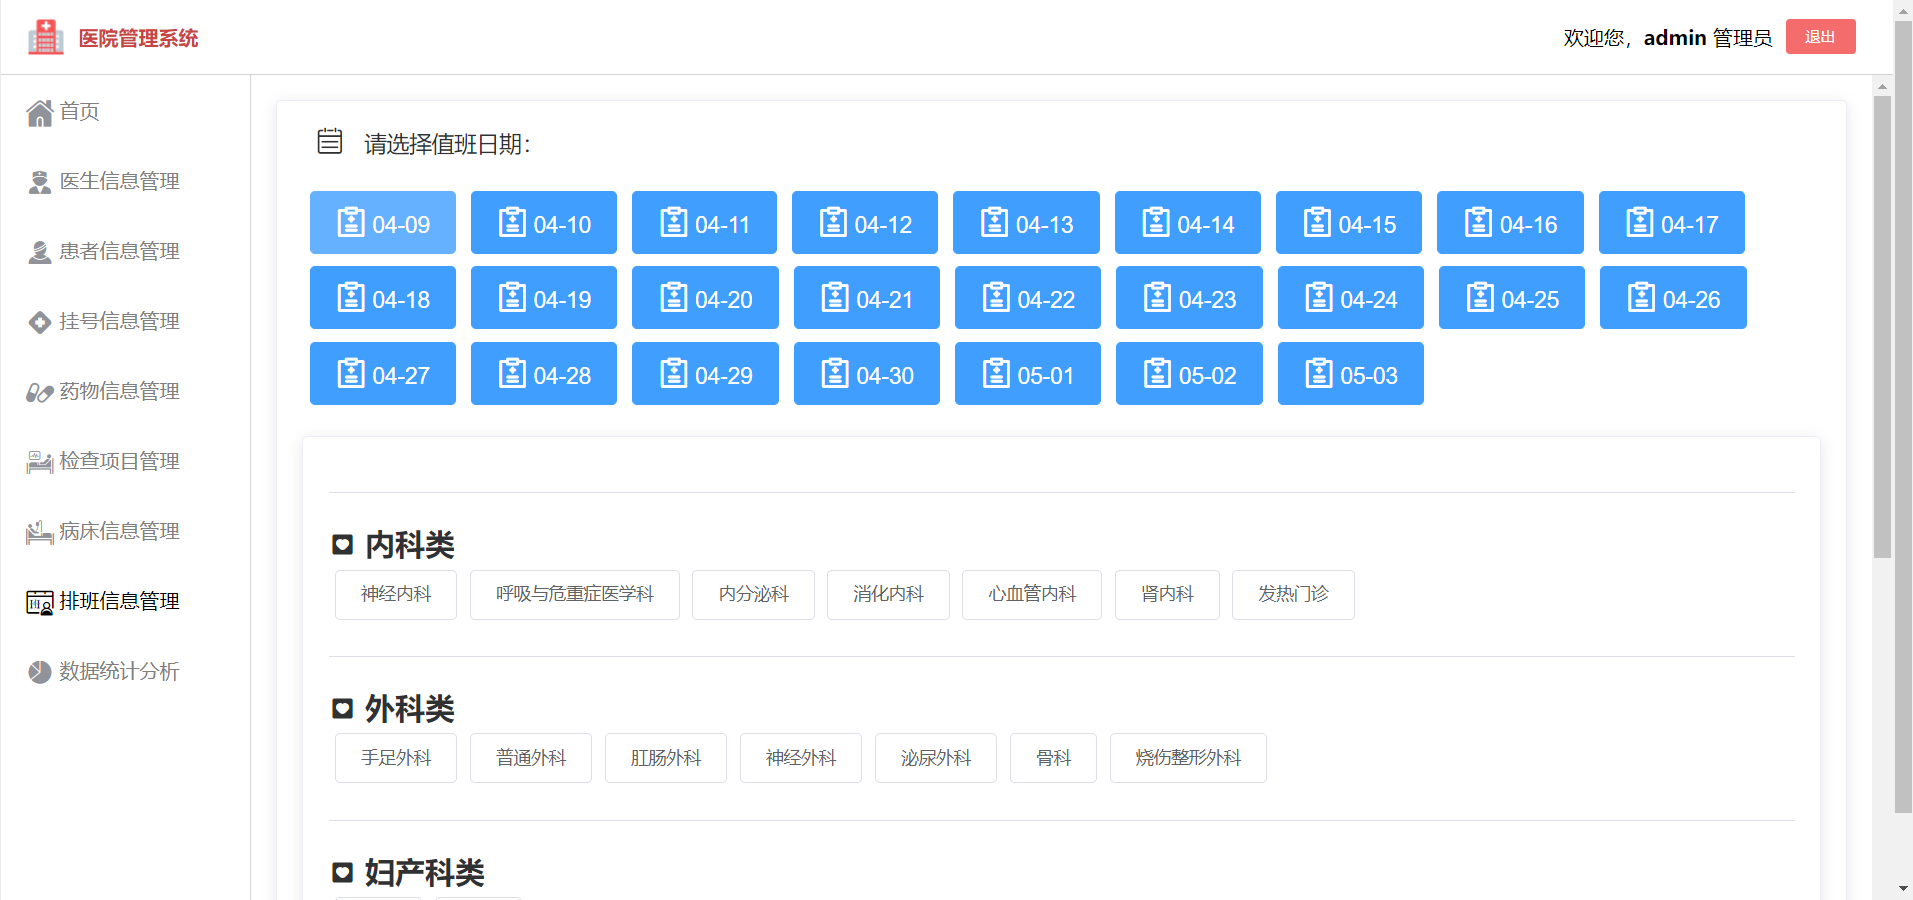 医院管理系统
欢迎您，admin 管理员 退出
首页
医生信息管理
患者信息管理
挂号信息管理
药物信息管理
检查项目管理
病床信息管理
排班信息管理
数据统计分析
请选择值班日期：
04-09 04-10 04-11 04-12 04-13 04-14 04-15 04-16 04-17
04-18 04-19 04-20 04-21 04-22 04-23 04-24 04-25 04-26
04-27 04-28 04-29 04-30 05-01 05-02 05-03
内科类
神经内科 呼吸与危重症医学科 内分泌科 消化内科 心血管内科 肾内科 发热门诊
外科类
手足外科 普通外科 肛肠外科 神经外科 泌尿外科 骨科 烧伤整形外科
妇产科类